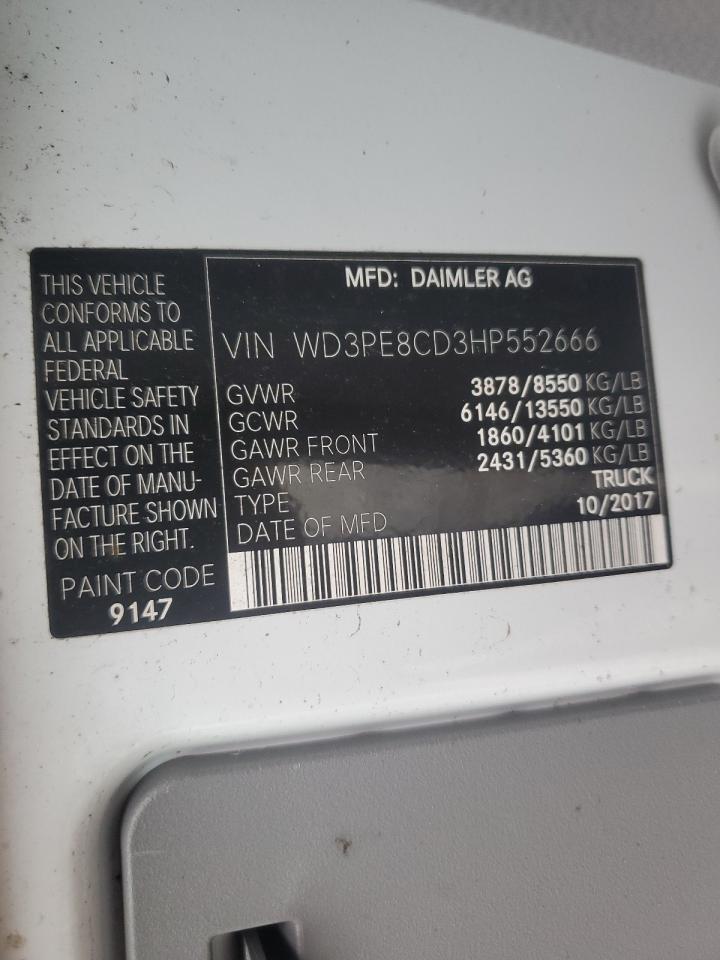 THIS VEHICLE
CONFORMS TO
ALL APPLICABLE
FEDERAL
VEHICLE SAFETY
STANDARDS IN
EFFECT ON THE
DATE OF MANU-
FACTURE SHOWN
ON THE RIGHT.
PAINT CODE
9147
MFD: DAIMLER AG
VIN WD3PE8CD3HP552666
GVWR 3878/8550 KG/LB
GCWR 6146/13550 KG/LB
GAWR FRONT 1860/4101 KG/LB
GAWR REAR 2431/5360 KG/LB
TYPE TRUCK
DATE OF MFD 10/2017